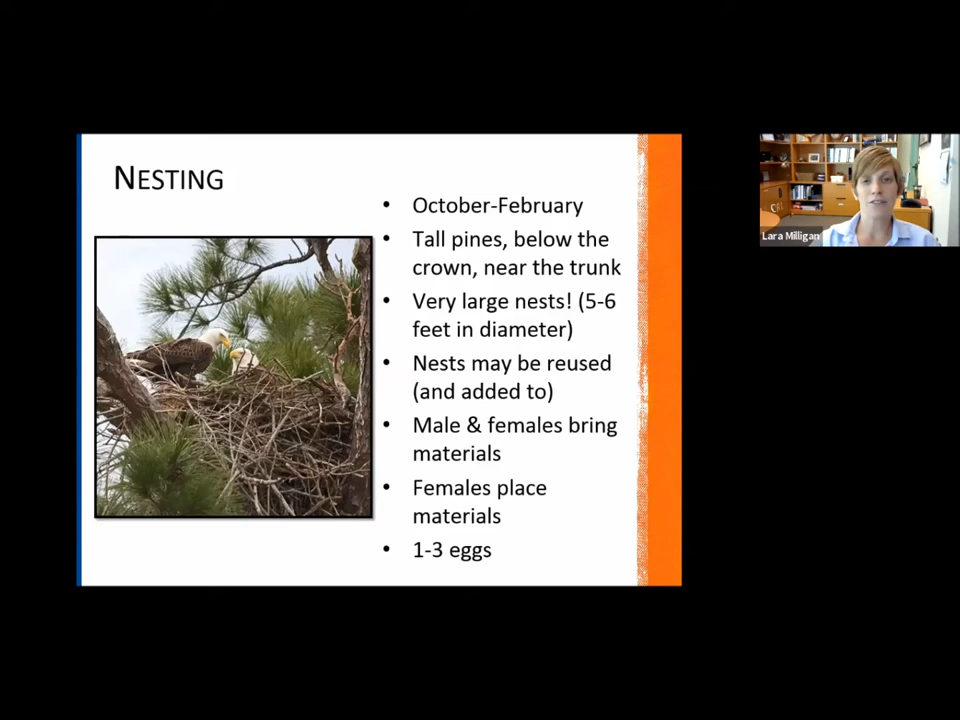 NESTING
• October-February
• Tall pines, below the
crown, near the trunk
• Very large nests! (5-6
feet in diameter)
• Nests may be reused
(and added to)
• Male & females bring
materials
• Females place
materials
• 1-3 eggs
Lara Milligan